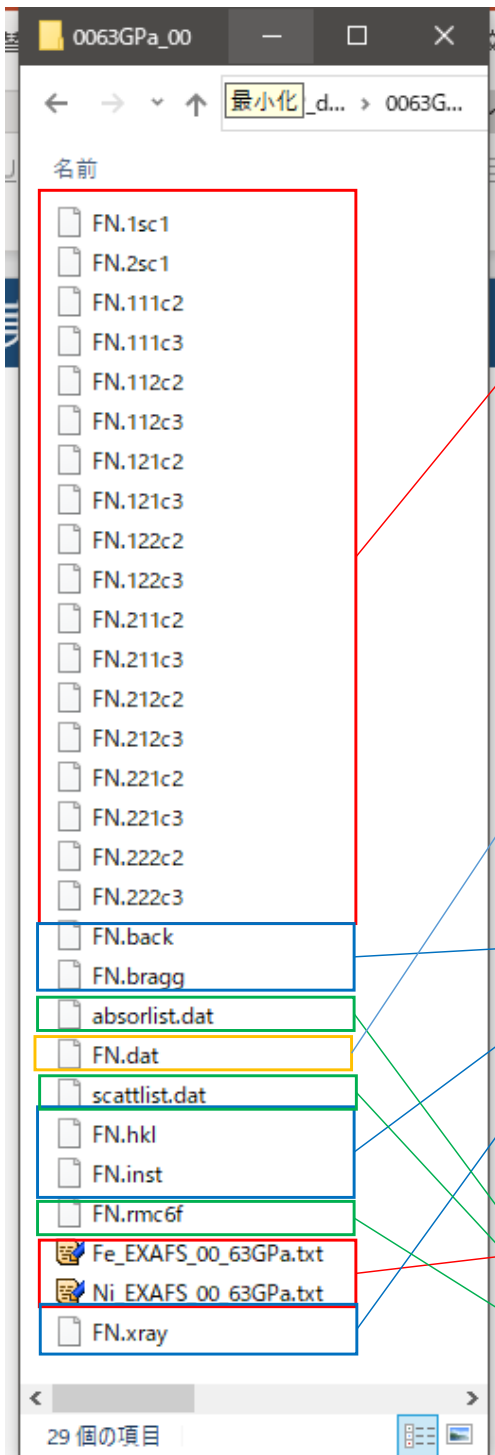 0063GPa_00
最小化 _d... › 0063G...
名前
FN.1sc1
FN.2sc1
FN.111c2
FN.111c3
FN.112c2
FN.112c3
FN.121c2
FN.121c3
FN.122c2
FN.122c3
FN.211c2
FN.211c3
FN.212c2
FN.212c3
FN.221c2
FN.221c3
FN.222c2
FN.222c3
FN.back
FN.bragg
absorlist.dat
FN.dat
scattlist.dat
FN.hkl
FN.inst
FN.rmc6f
Fe_EXAFS_00_63GPa.txt
Ni_EXAFS_00_63GPa.txt
FN.xray
29 個の項目